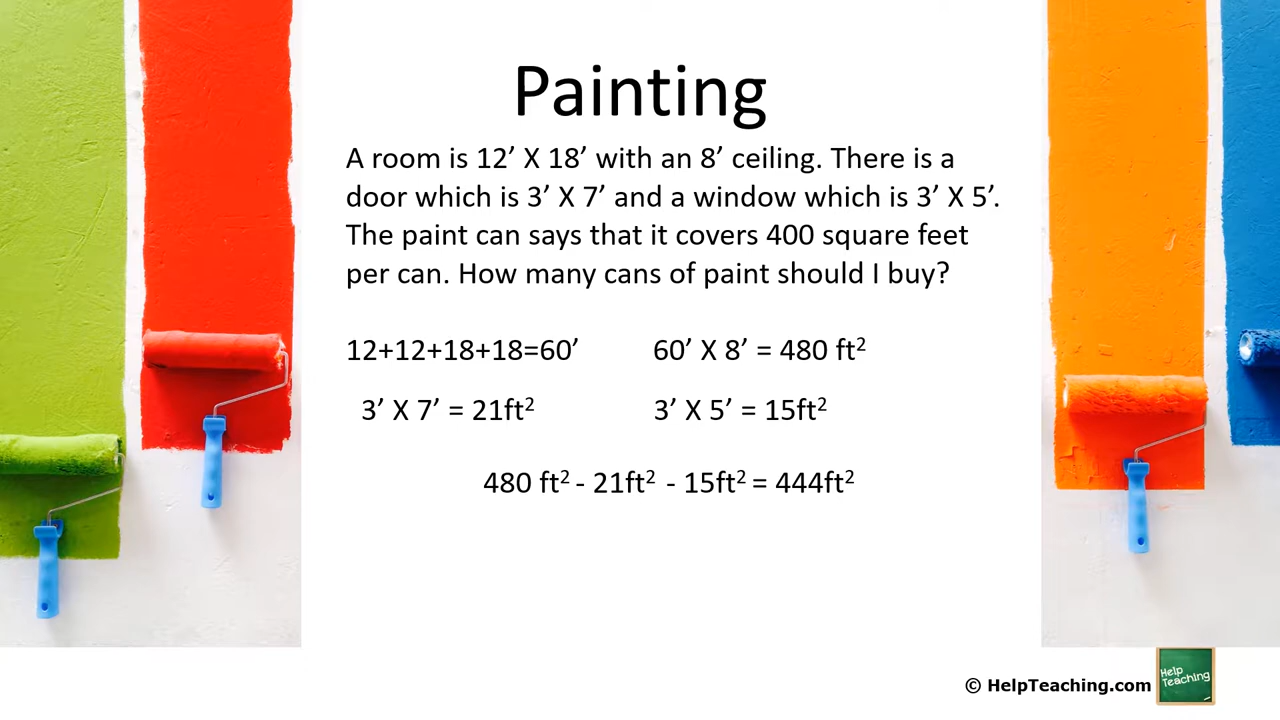 Painting
A room is 12’ X 18’ with an 8’ ceiling. There is a
door which is 3’ X 7’ and a window which is 3’ X 5’.
The paint can says that it covers 400 square feet
per can. How many cans of paint should I buy?
12+12+18+18=60’ 60’ X 8’ = 480 ft²
3’ X 7’ = 21ft² 3’ X 5’ = 15ft²
480 ft² - 21ft² - 15ft² = 444ft²
© HelpTeaching.com
Help
Teaching